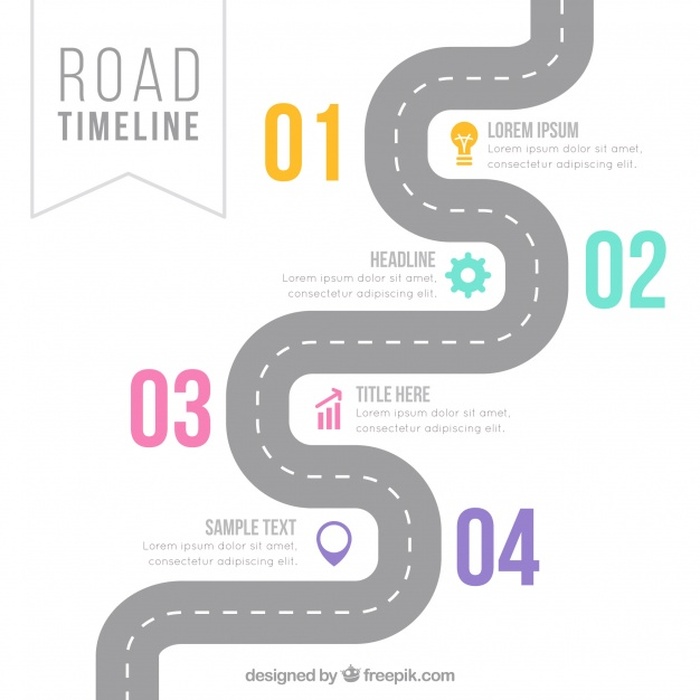 ROAD
TIMELINE
01
LOREM IPSUM
Lorem ipsum dolor sit amet,
consectetur adipiscing elit.
02
HEADLINE
Lorem ipsum dolor sit amet,
consectetur adipiscing elit.
03
TITLE HERE
Lorem ipsum dolor sit amet,
consectetur adipiscing elit.
04
SAMPLE TEXT
Lorem ipsum dolor sit amet,
consectetur adipiscing elit.
designed by freepik.com